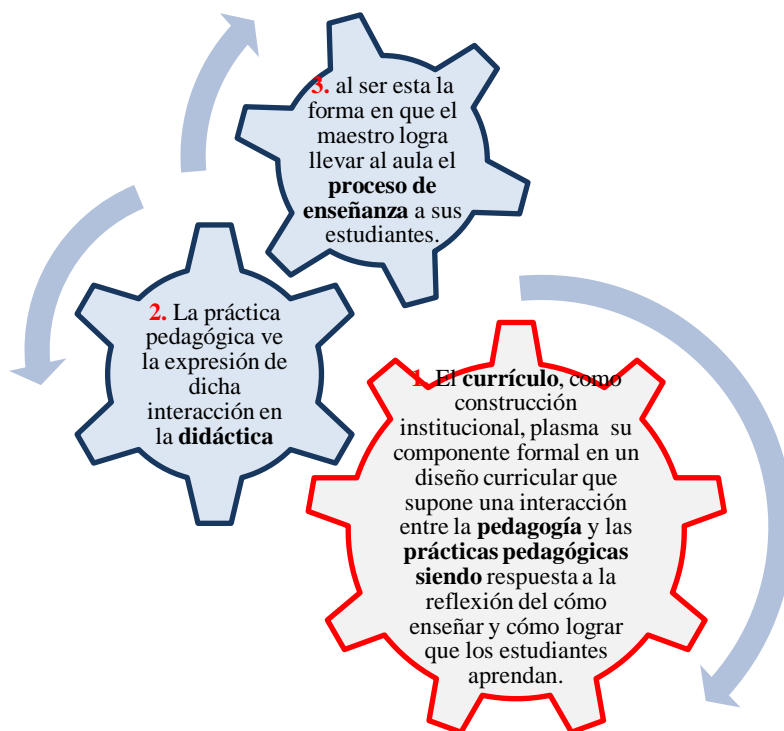 1. El currículo, como
construcción
institucional, plasma su
componente formal en un
diseño curricular que
supone una interacción
entre la pedagogía y las
prácticas pedagógicas
siendo respuesta a la
reflexión del cómo
enseñar y cómo lograr
que los estudiantes
aprendan.
2. La práctica
pedagógica ve
la expresión de
dicha
interacción en
la didáctica
3. al ser esta la
forma en que el
maestro logra
llevar al aula el
proceso de
enseñanza a sus
estudiantes.